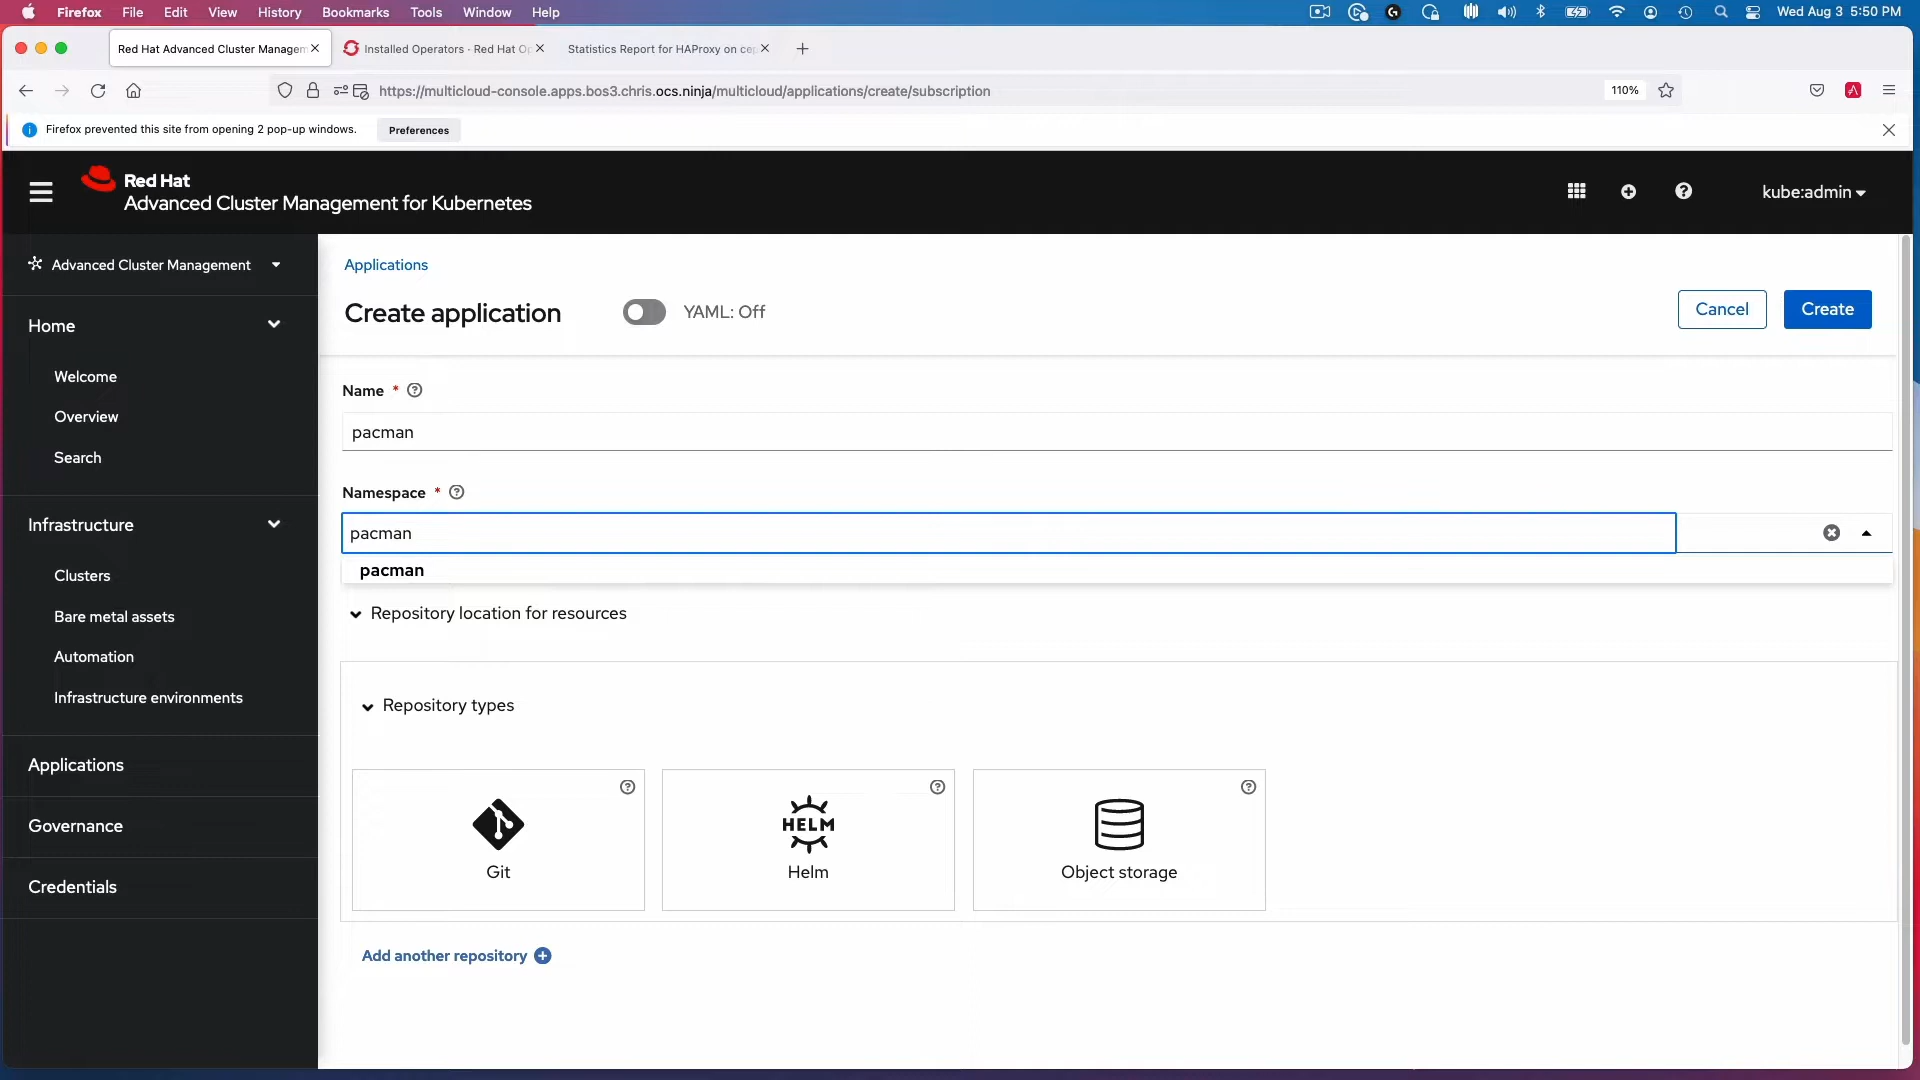 Firefox File Edit View History Bookmarks Tools Window Help Wed Aug 3 5:50 PM
Red Hat Advanced Cluster Managem Installed Operators - Red Hat Op Statistics Report for HAProxy on cep
https://multicloud-console.apps.bos3.chris.ocs.ninja/multicloud/applications/create/subscription 110%
Firefox prevented this site from opening 2 pop-up windows. Preferences
Red Hat
Advanced Cluster Management for Kubernetes
kube:admin
Advanced Cluster Management
Home
Welcome
Overview
Search
Infrastructure
Clusters
Bare metal assets
Automation
Infrastructure environments
Applications
Governance
Credentials
Applications
Create application YAML: Off Cancel Create
Name *
pacman
Namespace *
pacman
pacman
Repository location for resources
Repository types
Git
HELM
Helm
Object storage
Add another repository